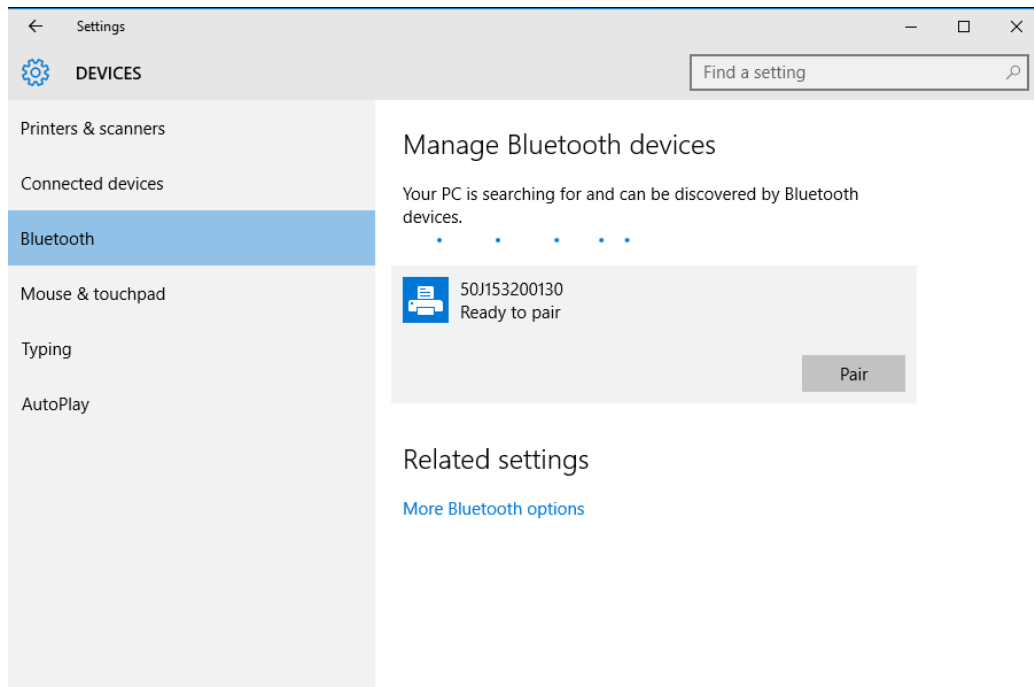 Settings
DEVICES
Find a setting
Printers & scanners
Connected devices
Bluetooth
Mouse & touchpad
Typing
AutoPlay
Manage Bluetooth devices
Your PC is searching for and can be discovered by Bluetooth
devices.
50J153200130
Ready to pair
Pair
Related settings
More Bluetooth options